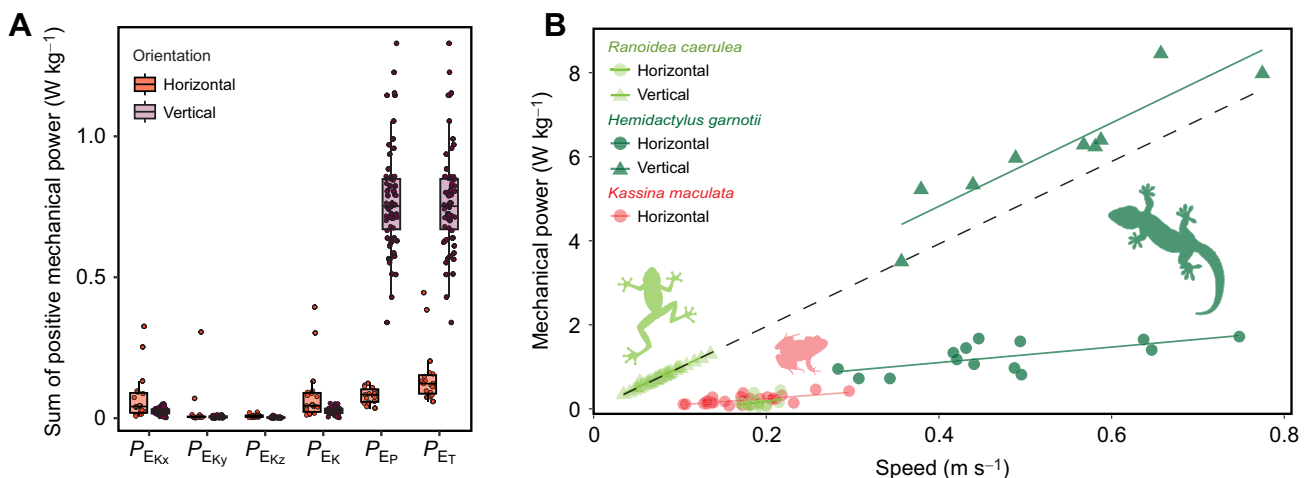 A
Sum of positive mechanical power (W kg⁻¹)
1.0
0.5
0
Orientation
Horizontal
Vertical
P_EKx P_EKy P_EKz P_EK P_EP P_ET
B
Mechanical power (W kg⁻¹)
8
6
4
2
0
Ranoidea caerulea
Horizontal
Vertical
Hemidactylus garnotii
Horizontal
Vertical
Kassina maculata
Horizontal
0 0.2 0.4 0.6 0.8
Speed (m s⁻¹)